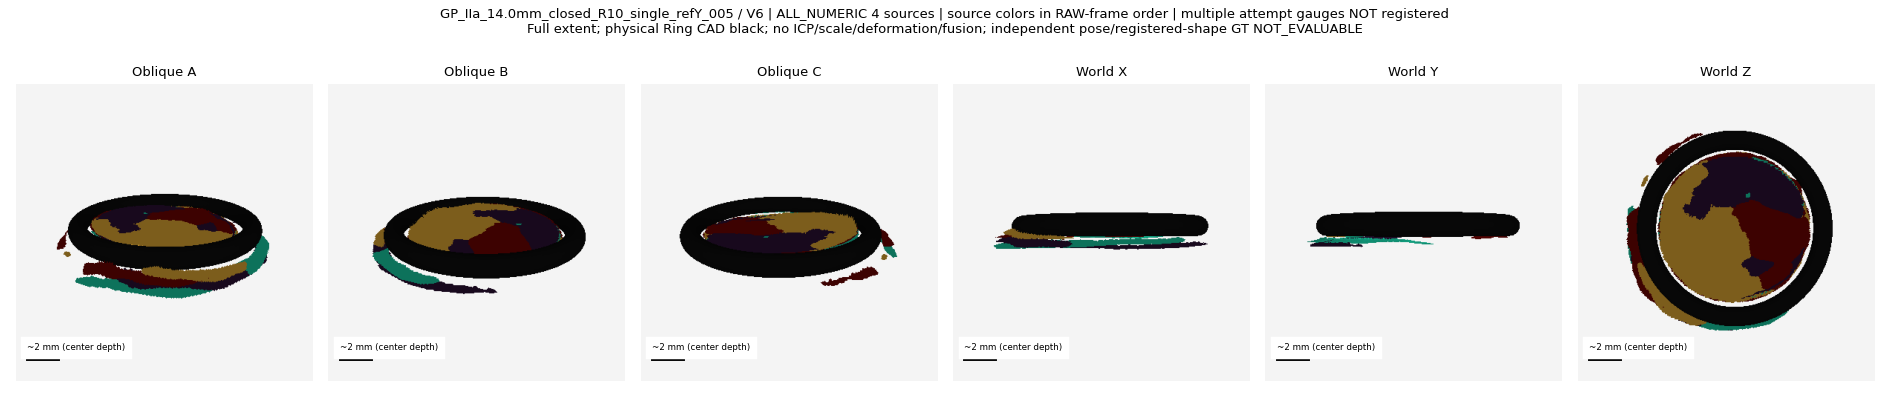 GP_IIa_14.0mm_closed_R10_single_refY_005 / V6 | ALL_NUMERIC 4 sources | source colors in RAW-frame order | multiple attempt gauges NOT registered
Full extent; physical Ring CAD black; no ICP/scale/deformation/fusion; independent pose/registered-shape GT NOT_EVALUABLE
Oblique A
Oblique B
Oblique C
World X
World Y
World Z
~2 mm (center depth)
~2 mm (center depth)
~2 mm (center depth)
~2 mm (center depth)
~2 mm (center depth)
~2 mm (center depth)